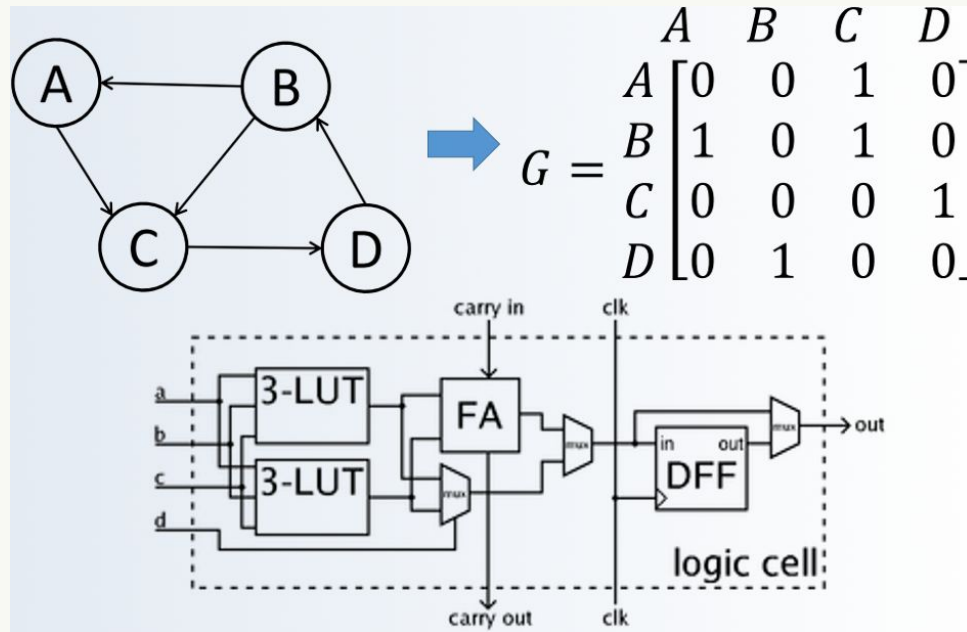 A B C D
A [0 0 1 0]
B 1 0 1 0
G =
C 0 0 0 1
D 0 1 0 0
A
B
C
D
carry in
clk
a
b
c
d
3-LUT
3-LUT
FA
mux
mux
in
out
DFF
mux
out
logic cell
carry out
clk